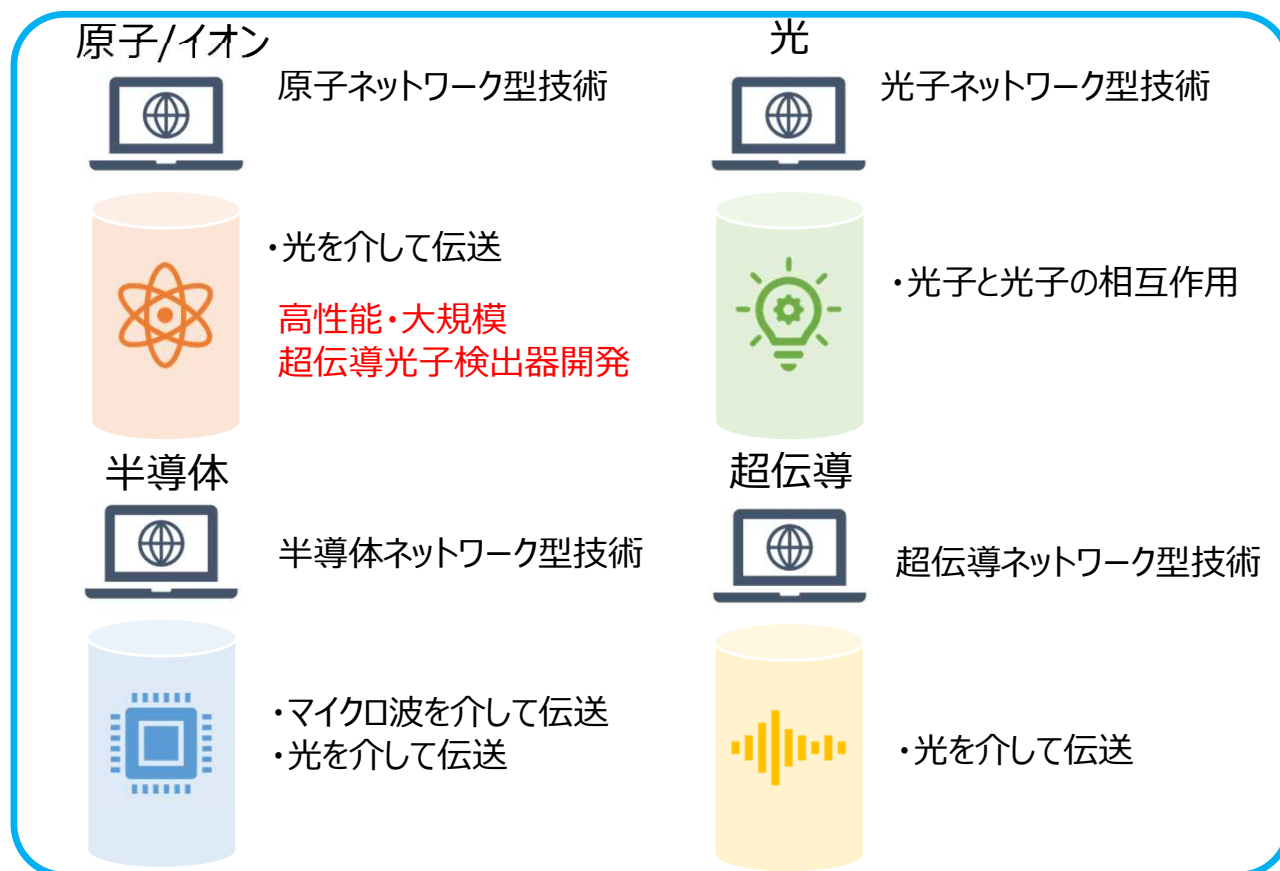 原子/イオン
原子ネットワーク型技術
・光を介して伝送
高性能・大規模
超伝導光子検出器開発
光
光子ネットワーク型技術
・光子と光子の相互作用
半導体
半導体ネットワーク型技術
・マイクロ波を介して伝送
・光を介して伝送
超伝導
超伝導ネットワーク型技術
・光を介して伝送